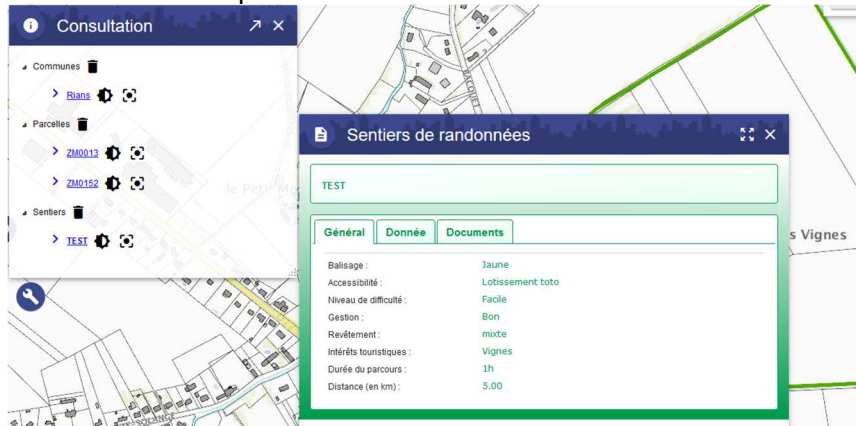 Consultation
Communes
Rians
Parcelles
ZM0013
ZM0152
Sentiers
TEST
BACQUET
le Petit
Sentiers de randonnées
TEST
Général
Donnée
Documents
Balisage : Jaune
Accessibilité : Lotissement toto
Niveau de difficulté : Facile
Gestion : Bon
Revêtement : mixte
Intérêts touristiques : Vignes
Durée du parcours : 1h
Distance (en km) : 5.00
s Vignes
SOLANGE